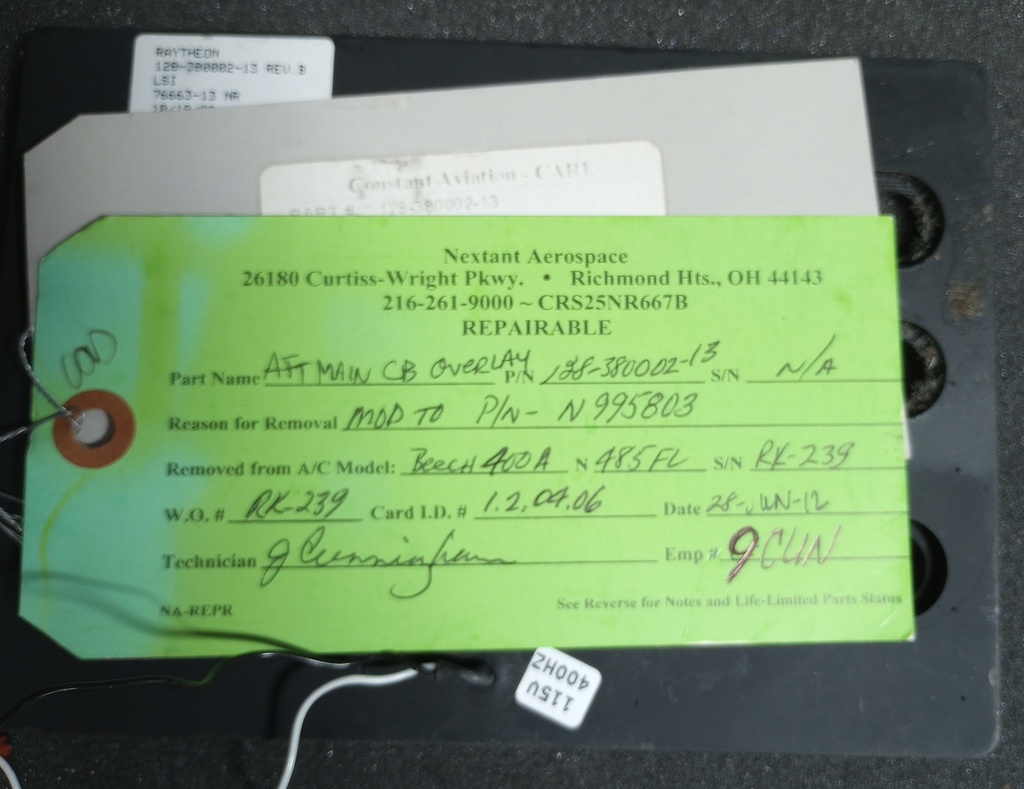 RAYTHEON
128-380002-13 REV B
LSI
76663-13 NR
Constant Aviation - CARE
PART #: 128-380002-13
Nextant Aerospace
26180 Curtiss-Wright Pkwy. • Richmond Hts., OH 44143
216-261-9000 ~ CRS25NR667B
REPAIRABLE
Part Name AFT MAIN CB OVERLAY P/N 128-380002-13 S/N N/A
Reason for Removal MOD TO P/N- N995803
Removed from A/C Model: BEECH 400A N 485FL S/N RK-239
W.O. # RK-239 Card I.D. # 1.2.04.06 Date 28-JUN-12
Technician J Cunningham Emp # JCUN
NA-REPR See Reverse for Notes and Life-Limited Parts Status
115V
400HZ